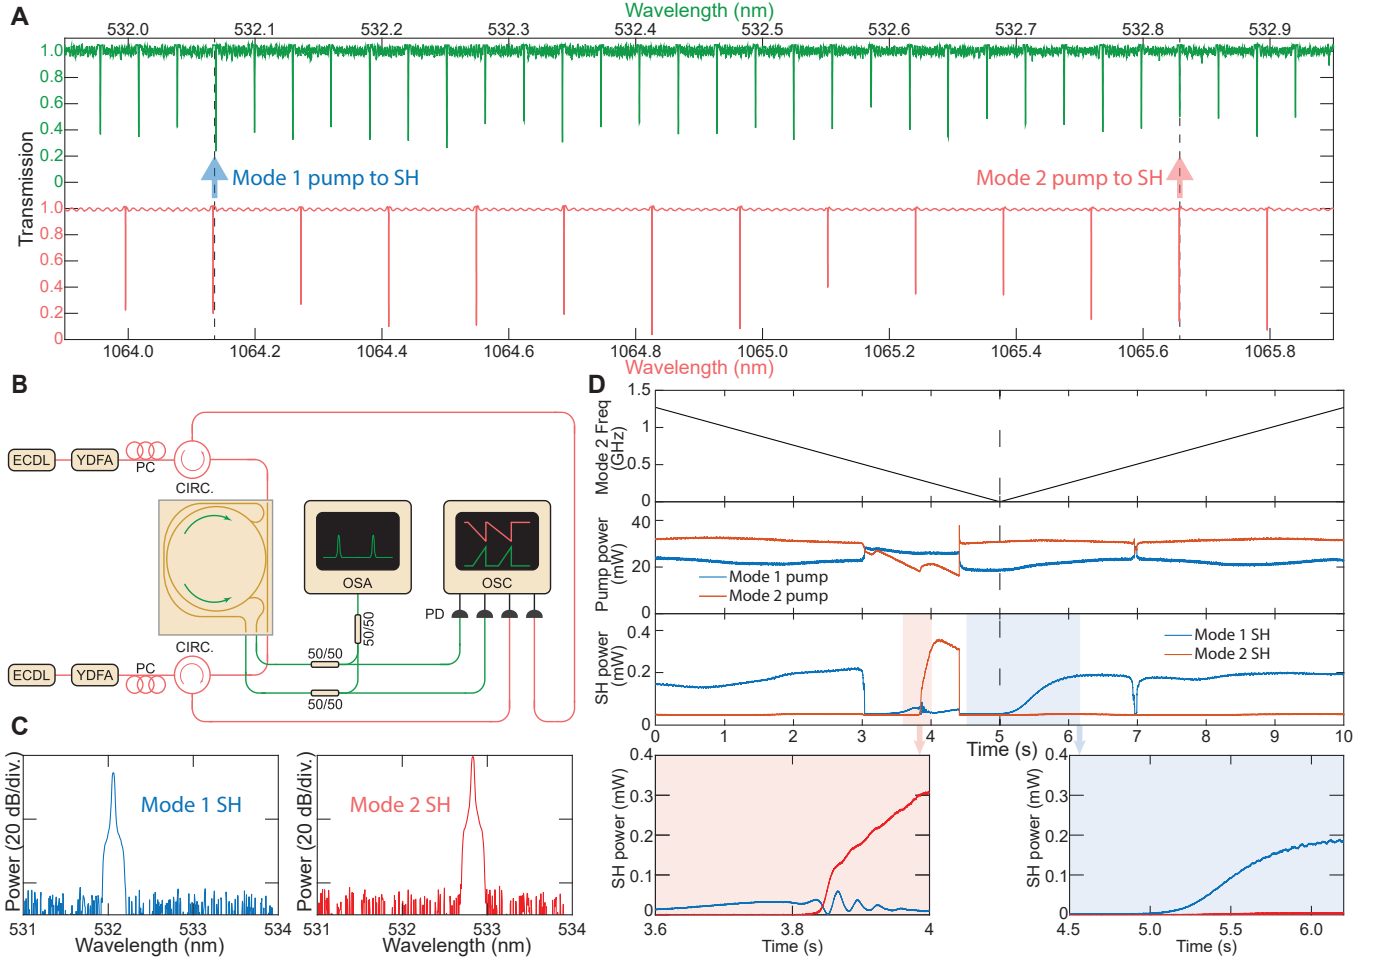 A
Wavelength (nm)
532.0 532.1 532.2 532.3 532.4 532.5 532.6 532.7 532.8 532.9
Transmission
1.0
0.8
0.6
0.4
0.2
0
Mode 1 pump to SH
Mode 2 pump to SH
1.0
0.8
0.6
0.4
0.2
0
1064.0 1064.2 1064.4 1064.6 1064.8 1065.0 1065.2 1065.4 1065.6 1065.8
Wavelength (nm)
B
ECDL YDFA PC
CIRC.
OSA
OSC
PD
50/50
CIRC.
ECDL YDFA PC
50/50
50/50
C
Power (20 dB/div.)
Mode 1 SH
531 532 533 534
Wavelength (nm)
Power (20 dB/div.)
Mode 2 SH
531 532 533 534
Wavelength (nm)
D
Mode 2 Freq
(GHz)
1.5
1
0.5
0
Pump power
(mW)
40
20
0
Mode 1 pump
Mode 2 pump
SH power
(mW)
0.4
0.2
0
Mode 1 SH
Mode 2 SH
0 1 2 3 4 5 6 7 8 9 10
Time (s)
SH power (mW)
0.4
0.3
0.2
0.1
0
3.6 3.8 4
Time (s)
SH power (mW)
0.4
0.3
0.2
0.1
0
4.5 5.0 5.5 6.0
Time (s)